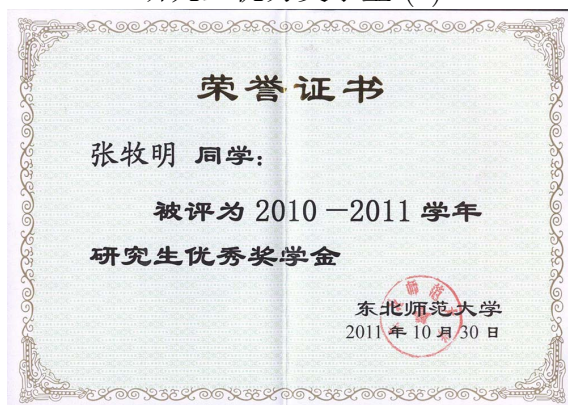 荣誉证书
张牧明 同学：
被评为 2010－2011 学年
研究生优秀奖学金
东北师范大学
2011 年 10 月 30 日